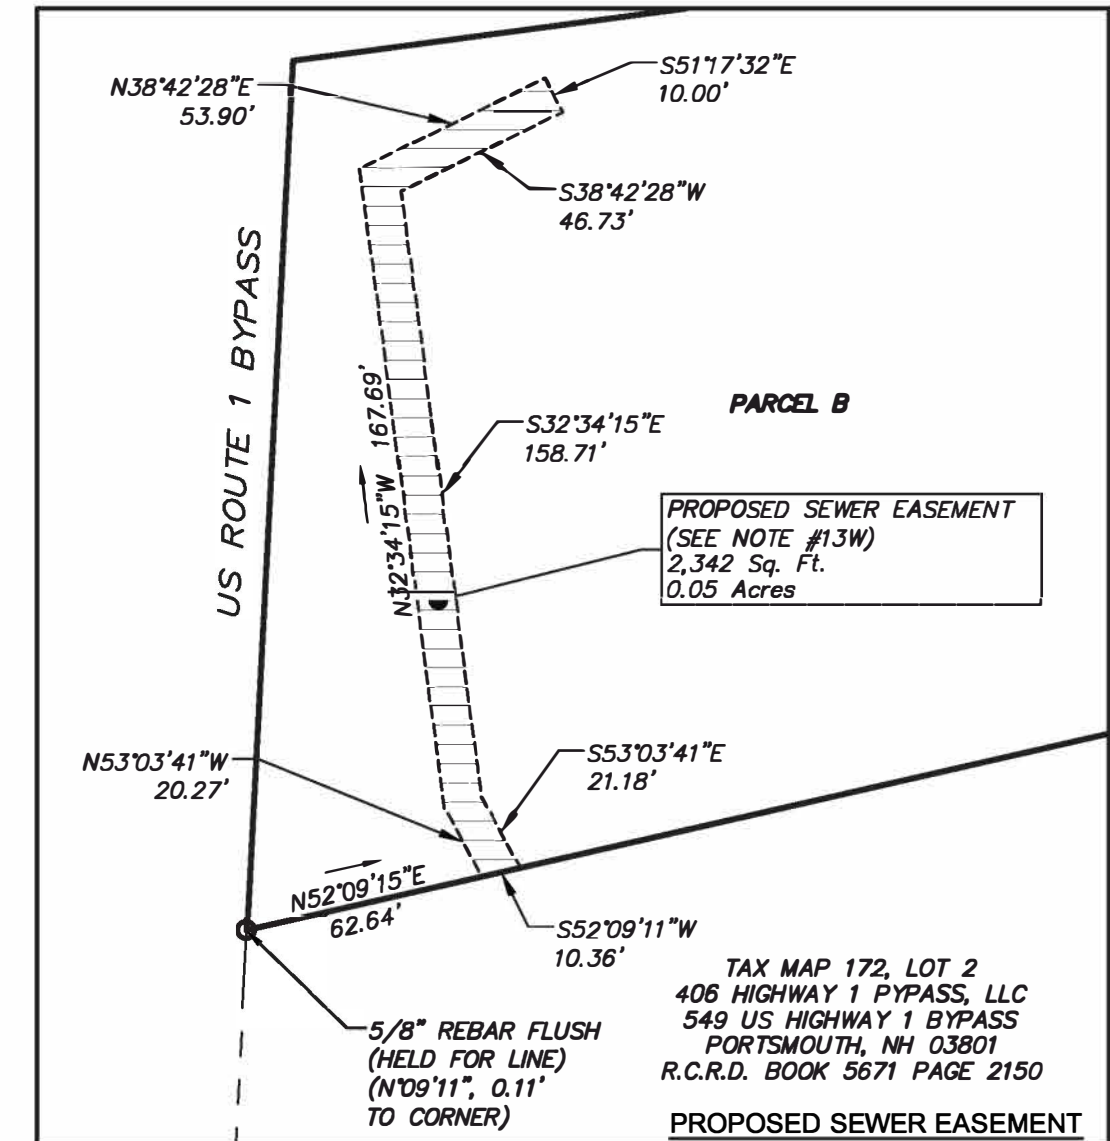 N38°42'28"E
53.90'
S51°17'32"E
10.00'
S38°42'28"W
46.73'
US ROUTE 1 BYPASS
N32°34'15"W 167.69'
PARCEL B
S32°34'15"E
158.71'
PROPOSED SEWER EASEMENT
(SEE NOTE #13W)
2,342 Sq. Ft.
0.05 Acres
N53°03'41"W
20.27'
S53°03'41"E
21.18'
N52°09'15"E
62.64'
S52°09'11"W
10.36'
5/8" REBAR FLUSH
(HELD FOR LINE)
(N°09'11", 0.11'
TO CORNER)
TAX MAP 172, LOT 2
406 HIGHWAY 1 PYPASS, LLC
549 US HIGHWAY 1 BYPASS
PORTSMOUTH, NH 03801
R.C.R.D. BOOK 5671 PAGE 2150
PROPOSED SEWER EASEMENT